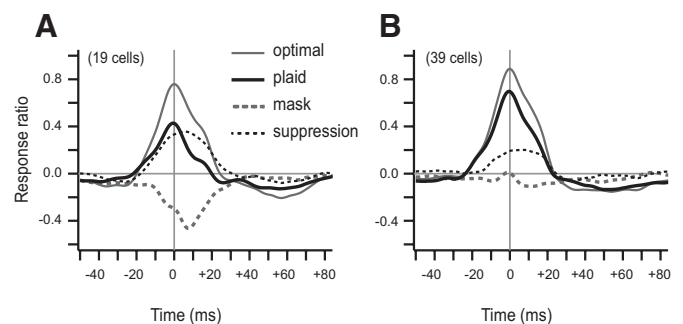 A
(19 cells)
optimal
plaid
mask
suppression
Response ratio
0.8
0.4
0.0
-0.4
-40 -20 0 +20 +40 +60 +80
Time (ms)
B
(39 cells)
0.8
0.4
0.0
-0.4
-40 -20 0 +20 +40 +60 +80
Time (ms)